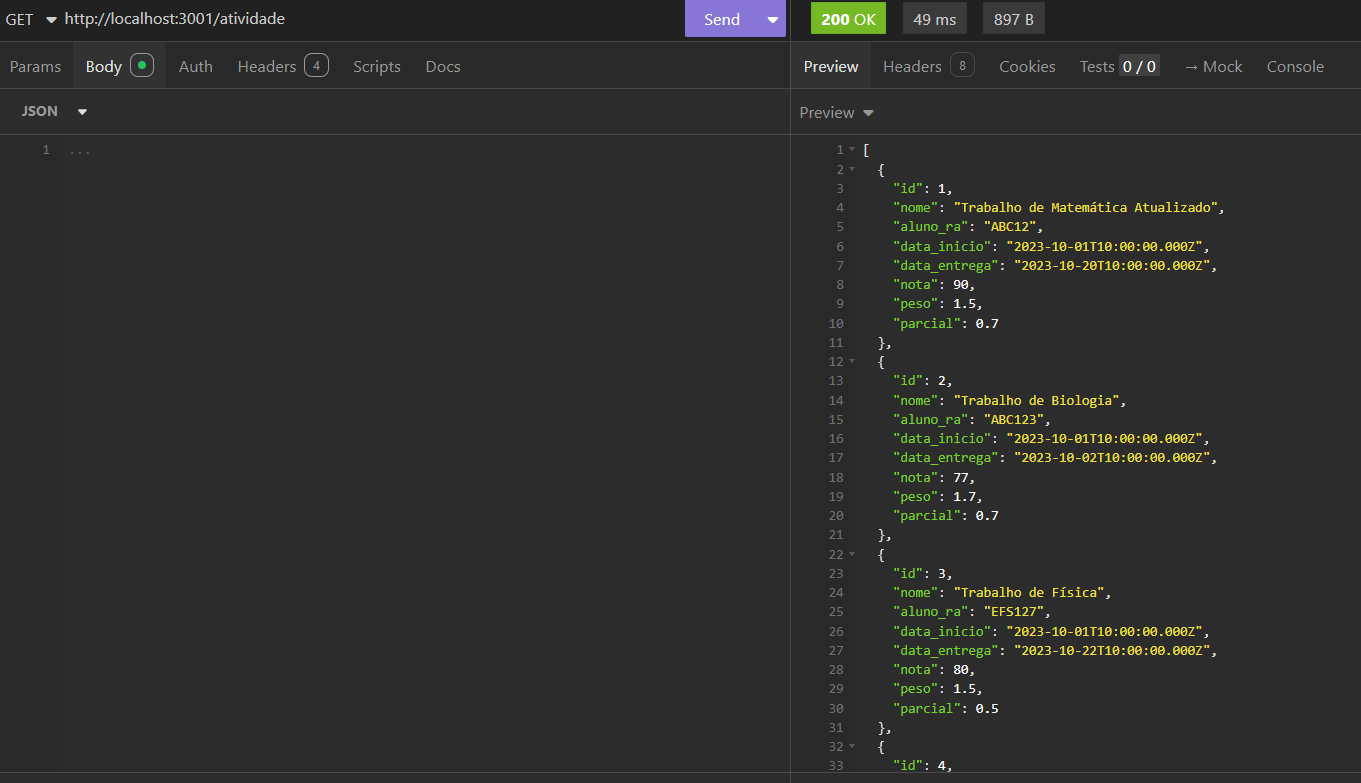 GET http://localhost:3001/atividade Send 200 OK 49 ms 897 B
Params Body Auth Headers 4 Scripts Docs Preview Headers 8 Cookies Tests 0 / 0 → Mock Console
JSON Preview
1 ...
1 [
2 {
3 "id": 1,
4 "nome": "Trabalho de Matemática Atualizado",
5 "aluno_ra": "ABC12",
6 "data_inicio": "2023-10-01T10:00:00.000Z",
7 "data_entrega": "2023-10-20T10:00:00.000Z",
8 "nota": 90,
9 "peso": 1.5,
10 "parcial": 0.7
11 },
12 {
13 "id": 2,
14 "nome": "Trabalho de Biologia",
15 "aluno_ra": "ABC123",
16 "data_inicio": "2023-10-01T10:00:00.000Z",
17 "data_entrega": "2023-10-02T10:00:00.000Z",
18 "nota": 77,
19 "peso": 1.7,
20 "parcial": 0.7
21 },
22 {
23 "id": 3,
24 "nome": "Trabalho de Física",
25 "aluno_ra": "EFS127",
26 "data_inicio": "2023-10-01T10:00:00.000Z",
27 "data_entrega": "2023-10-22T10:00:00.000Z",
28 "nota": 80,
29 "peso": 1.5,
30 "parcial": 0.5
31 },
32 {
33 "id": 4,